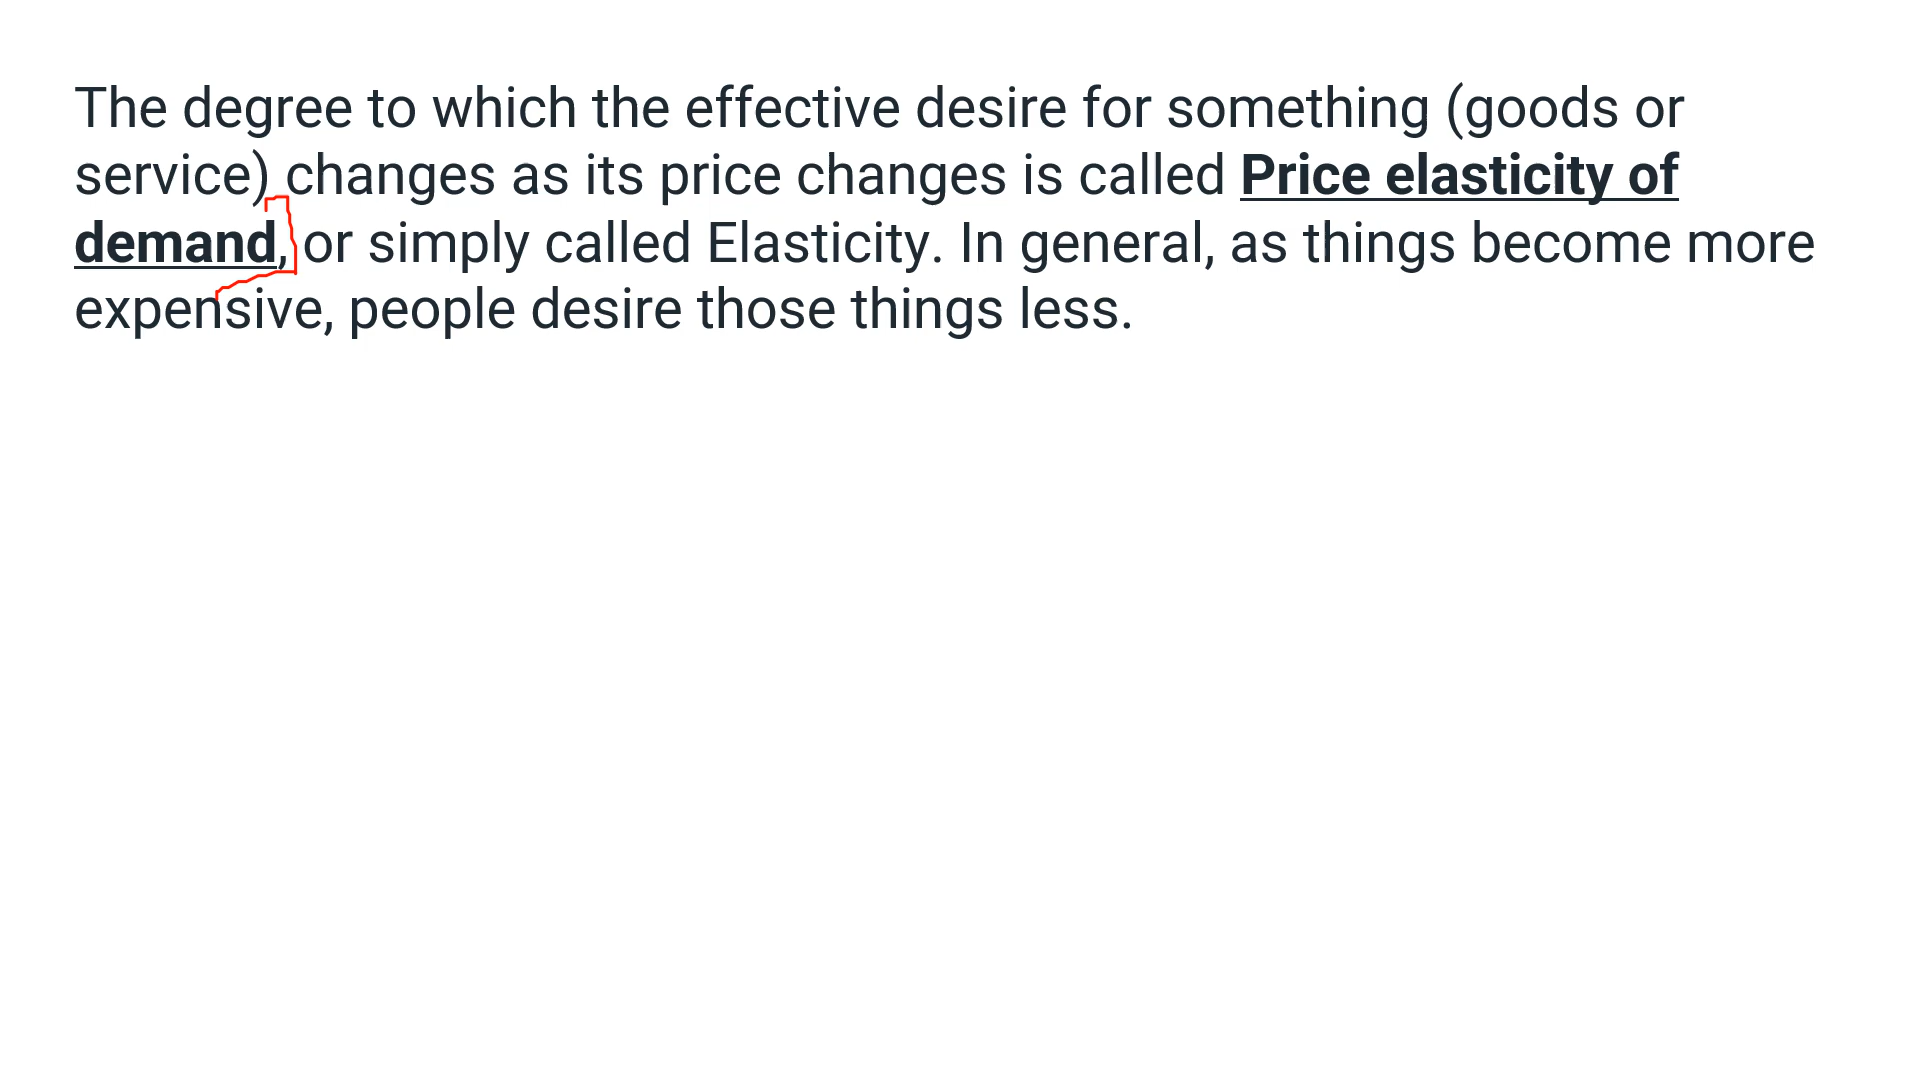 The degree to which the effective desire for something (goods or
service) changes as its price changes is called Price elasticity of
demand, or simply called Elasticity. In general, as things become more
expensive, people desire those things less.